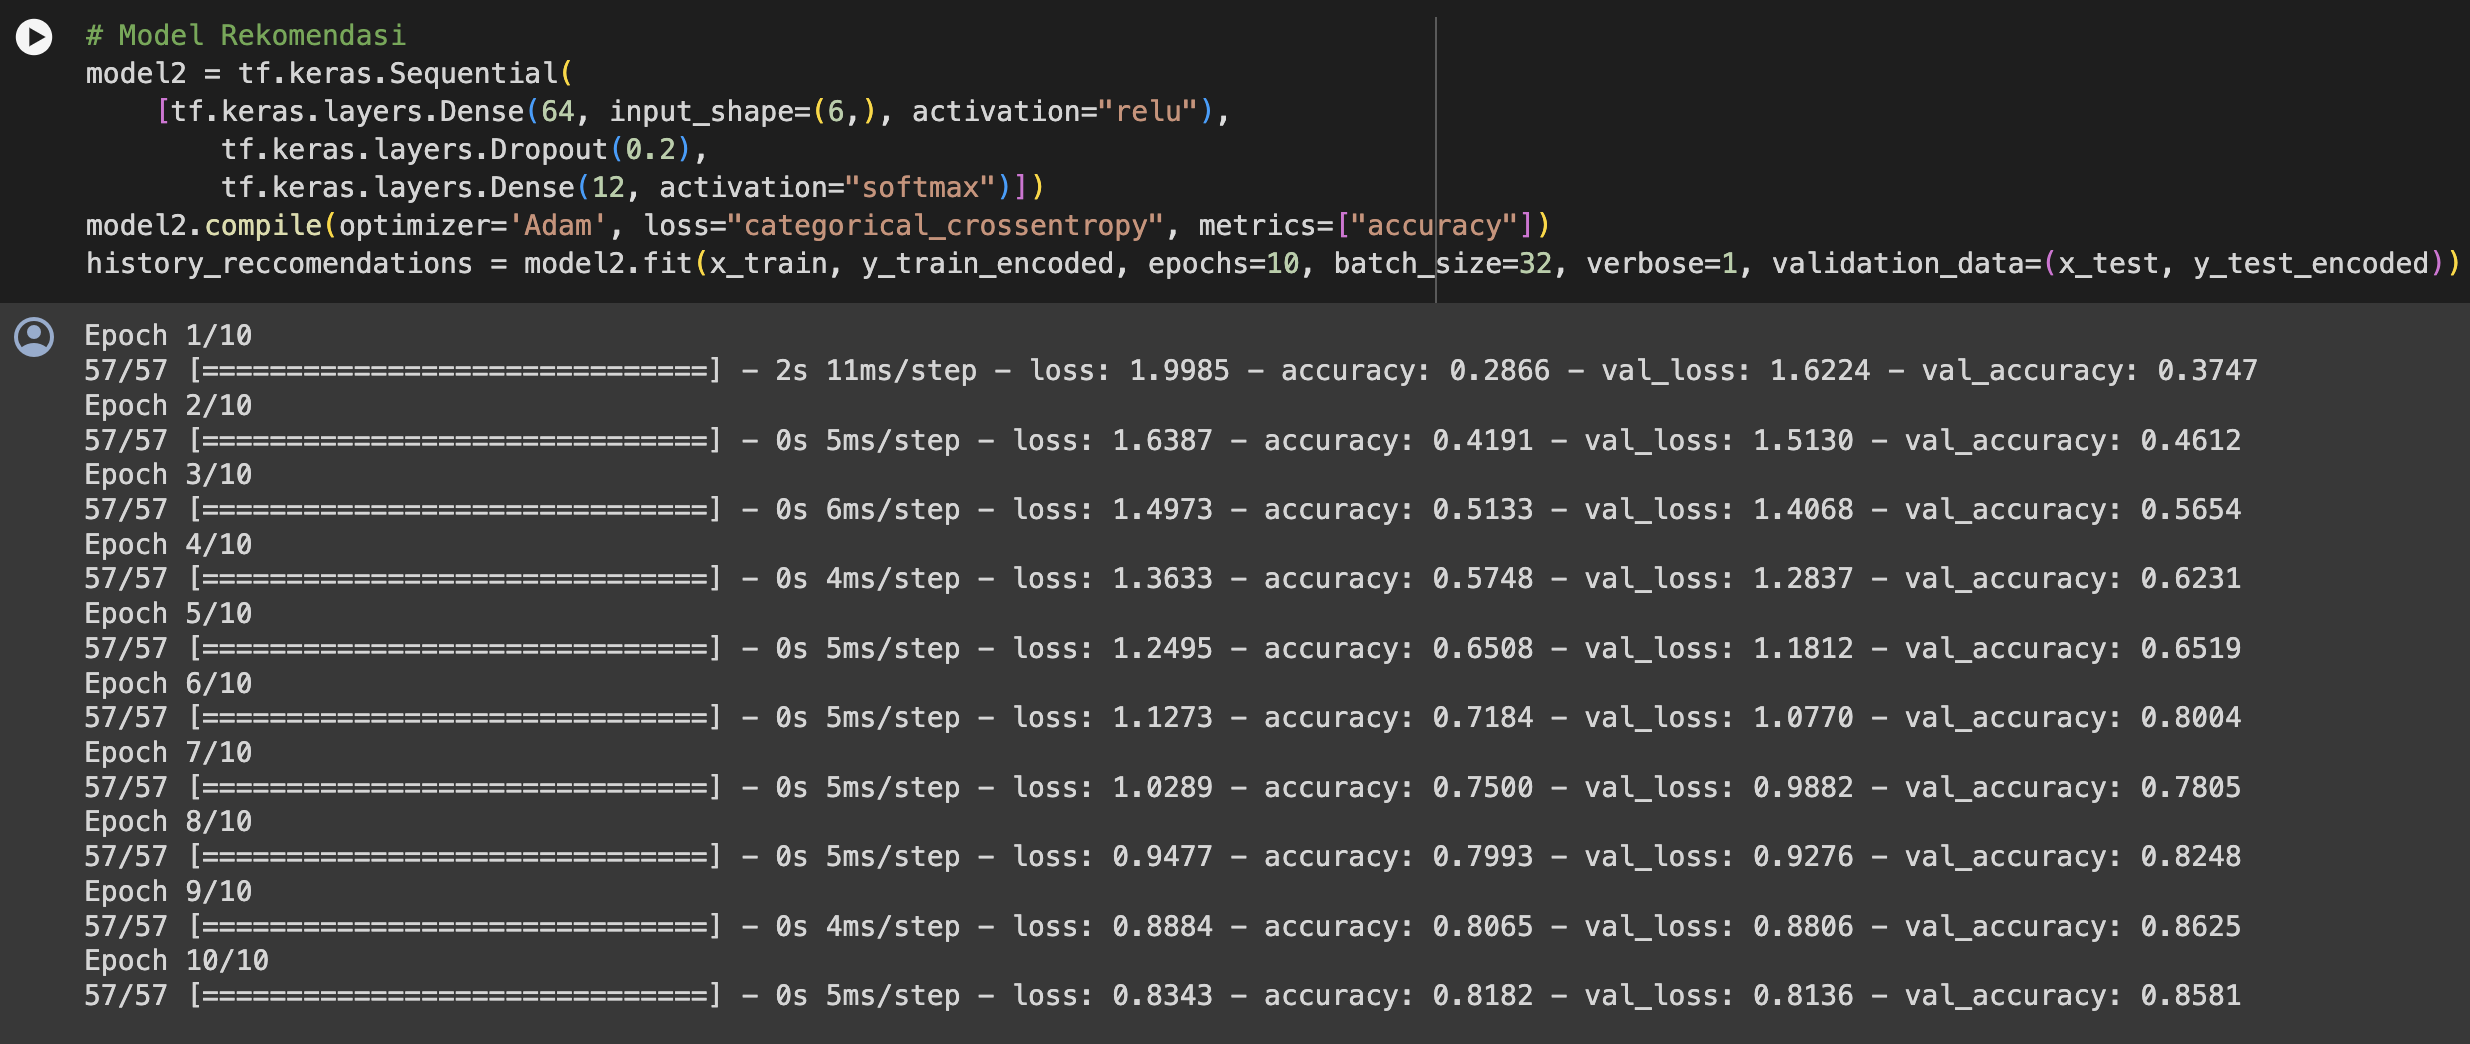 # Model Rekomendasi
model2 = tf.keras.Sequential(
    [tf.keras.layers.Dense(64, input_shape=(6,), activation="relu"),
        tf.keras.layers.Dropout(0.2),
        tf.keras.layers.Dense(12, activation="softmax")])
model2.compile(optimizer='Adam', loss="categorical_crossentropy", metrics=["accuracy"])
history_reccomendations = model2.fit(x_train, y_train_encoded, epochs=10, batch_size=32, verbose=1, validation_data=(x_test, y_test_encoded))
Epoch 1/10
57/57 [==============================] - 2s 11ms/step - loss: 1.9985 - accuracy: 0.2866 - val_loss: 1.6224 - val_accuracy: 0.3747
Epoch 2/10
57/57 [==============================] - 0s 5ms/step - loss: 1.6387 - accuracy: 0.4191 - val_loss: 1.5130 - val_accuracy: 0.4612
Epoch 3/10
57/57 [==============================] - 0s 6ms/step - loss: 1.4973 - accuracy: 0.5133 - val_loss: 1.4068 - val_accuracy: 0.5654
Epoch 4/10
57/57 [==============================] - 0s 4ms/step - loss: 1.3633 - accuracy: 0.5748 - val_loss: 1.2837 - val_accuracy: 0.6231
Epoch 5/10
57/57 [==============================] - 0s 5ms/step - loss: 1.2495 - accuracy: 0.6508 - val_loss: 1.1812 - val_accuracy: 0.6519
Epoch 6/10
57/57 [==============================] - 0s 5ms/step - loss: 1.1273 - accuracy: 0.7184 - val_loss: 1.0770 - val_accuracy: 0.8004
Epoch 7/10
57/57 [==============================] - 0s 5ms/step - loss: 1.0289 - accuracy: 0.7500 - val_loss: 0.9882 - val_accuracy: 0.7805
Epoch 8/10
57/57 [==============================] - 0s 5ms/step - loss: 0.9477 - accuracy: 0.7993 - val_loss: 0.9276 - val_accuracy: 0.8248
Epoch 9/10
57/57 [==============================] - 0s 4ms/step - loss: 0.8884 - accuracy: 0.8065 - val_loss: 0.8806 - val_accuracy: 0.8625
Epoch 10/10
57/57 [==============================] - 0s 5ms/step - loss: 0.8343 - accuracy: 0.8182 - val_loss: 0.8136 - val_accuracy: 0.8581